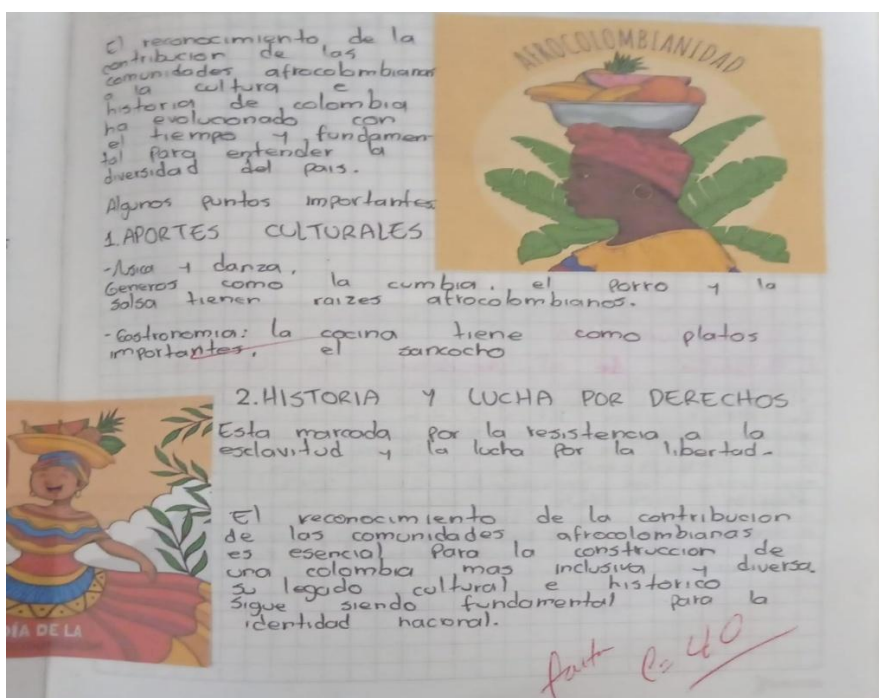 El reconocimiento de la
contribucion de las
comunidades afrocolombianas
a la cultura e
historia de colombia
ha evolucionado con
el tiempo y fundamen
tal para entender la
diversidad del pais.
AFROCOLOMBIANIDAD
Algunos puntos importantes
1. APORTES CULTURALES
-Música y danza.
Generos como la cumbia, el porro y la
salsa tienen raizes afrocolombianos.
-Gastronomia: la cocina tiene como platos
importantes, el sancocho
2. HISTORIA Y LUCHA POR DERECHOS
Esta marcada por la resistencia a la
esclavitud y la lucha por la libertad.
El reconocimiento de la contribucion
de las comunidades afrocolombianas
es esencial para la construccion de
una colombia mas inclusiva y diversa.
su legado cultural e historico
sigue siendo fundamental para la
identidad nacional.
DÍA DE LA
40